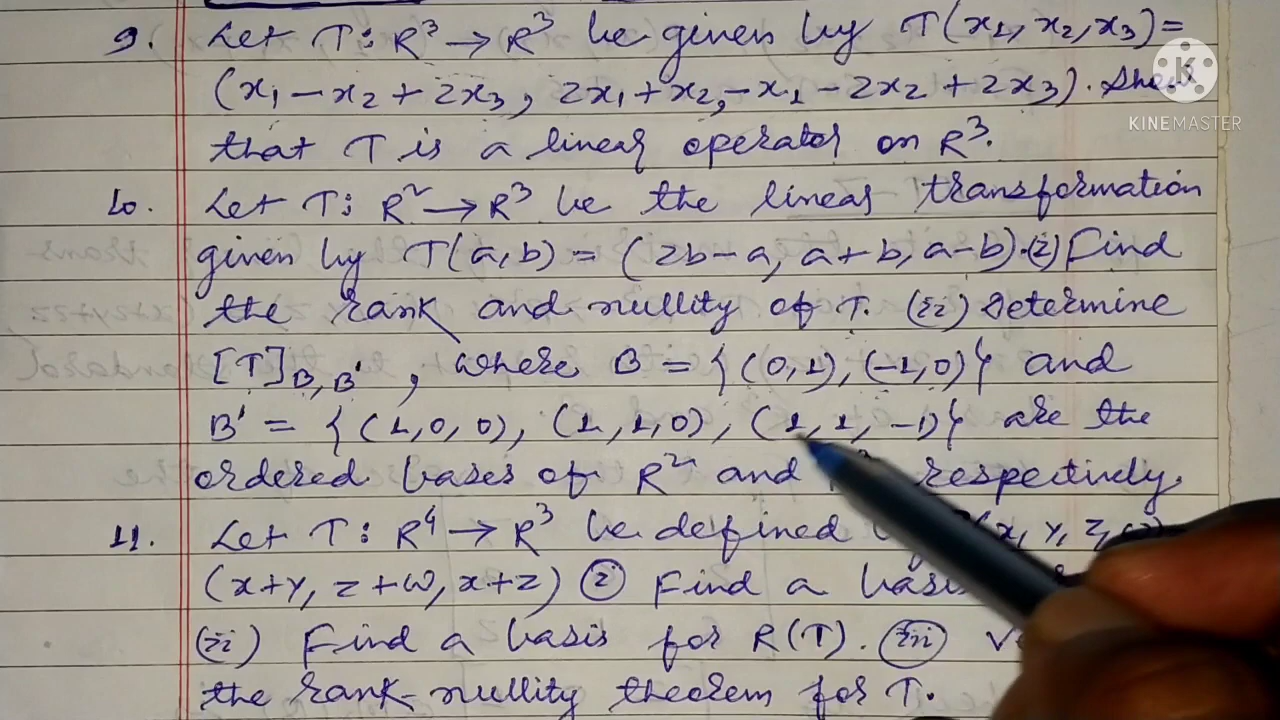 9. Let T: R³ → R³ be given by T(x₁, x₂, x₃) =
(x₁ - x₂ + 2x₃, 2x₁ + x₂, -x₁ - 2x₂ + 2x₃).
KINEMASTER
that T is a linear operator on R³.
10. Let T: R² → R³ be the linear transformation
given by T(a, b) = (2b - a, a + b, a - b). (i) Find
the rank and nullity of T. (ii) Determine
[T]B, B', where B = {(0,1), (-1,0)} and
B' = {(1,0,0), (1,1,0), (1,1,-1)} are the
ordered bases of R² and respectively.
11. Let T: R⁴ → R³ be defined (x, y, z,
(x+y, z+w, x+z) (i) Find a
(ii) Find a basis for R(T). (iii)
the rank-nullity theorem for T.